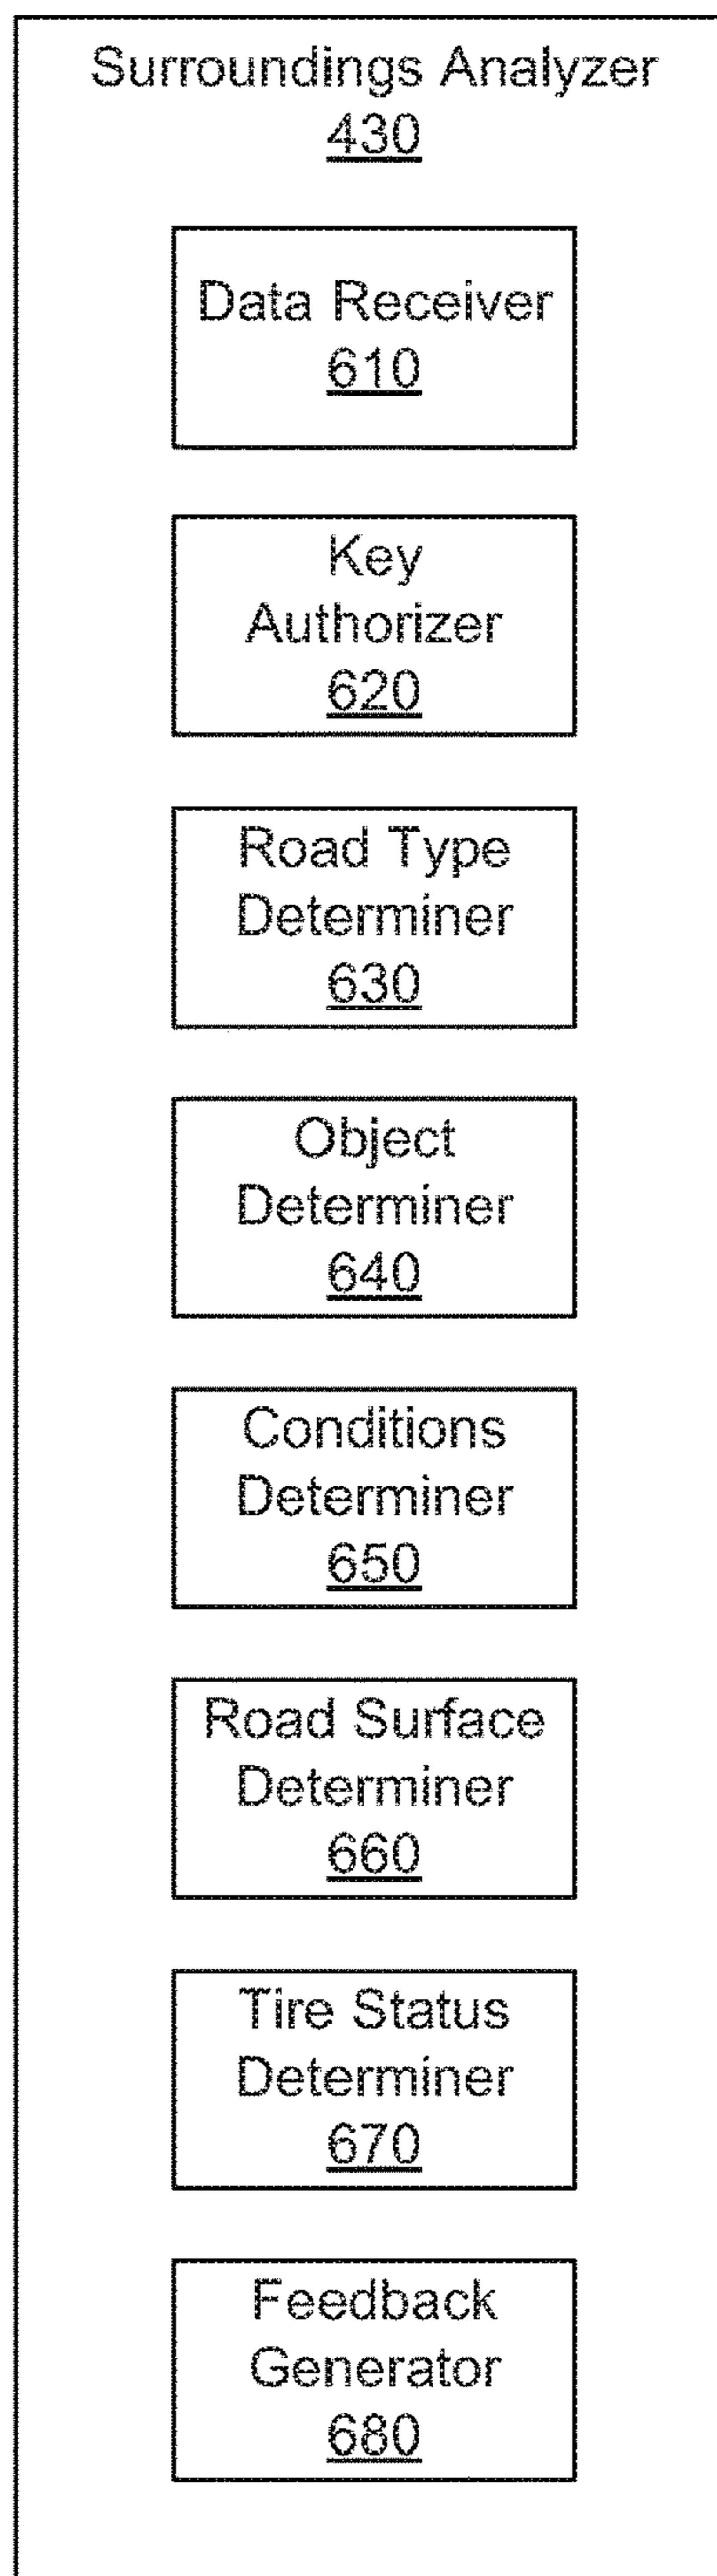 Surroundings Analyzer
430
Data Receiver
610
Key
Authorizer
620
Road Type
Determiner
630
Object
Determiner
640
Conditions
Determiner
650
Road Surface
Determiner
660
Tire Status
Determiner
670
Feedback
Generator
680